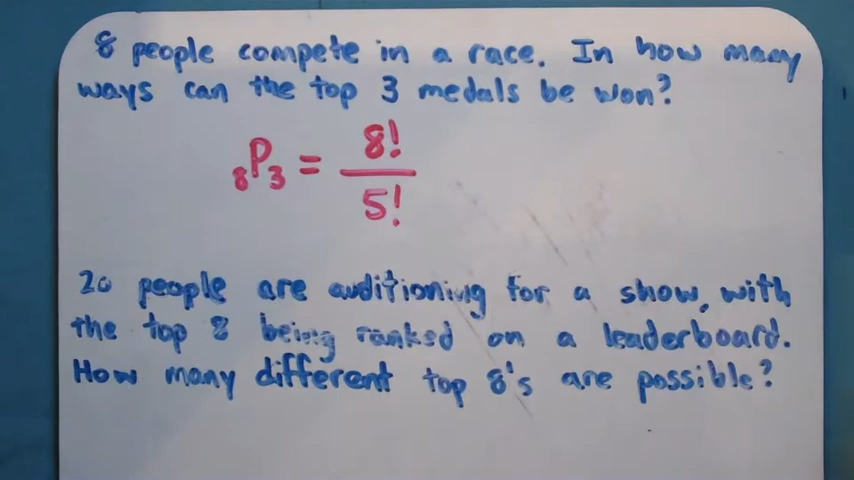 8 people compete in a race. In how many
ways can the top 3 medals be won?
₈P₃ = 8!/5!
20 people are auditioning for a show, with
the top 8 being ranked on a leaderboard.
How many different top 8's are possible?